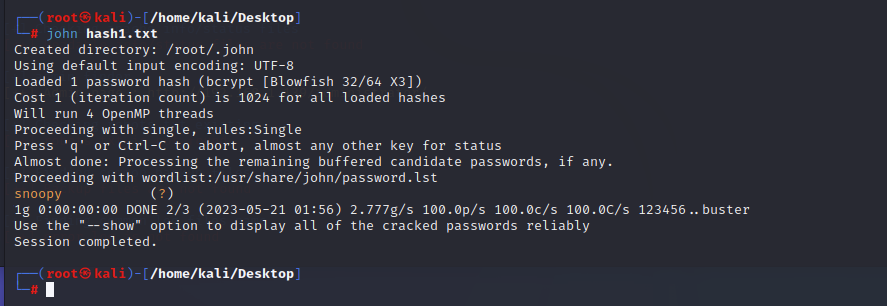 ┌──(root㉿kali)-[/home/kali/Desktop]
└─# john hash1.txt
Created directory: /root/.john
Using default input encoding: UTF-8
Loaded 1 password hash (bcrypt [Blowfish 32/64 X3])
Cost 1 (iteration count) is 1024 for all loaded hashes
Will run 4 OpenMP threads
Proceeding with single, rules:Single
Press 'q' or Ctrl-C to abort, almost any other key for status
Almost done: Processing the remaining buffered candidate passwords, if any.
Proceeding with wordlist:/usr/share/john/password.lst
snoopy           (?)
1g 0:00:00:00 DONE 2/3 (2023-05-21 01:56) 2.777g/s 100.0p/s 100.0c/s 100.0C/s 123456..buster
Use the "--show" option to display all of the cracked passwords reliably
Session completed.
┌──(root㉿kali)-[/home/kali/Desktop]
└─#